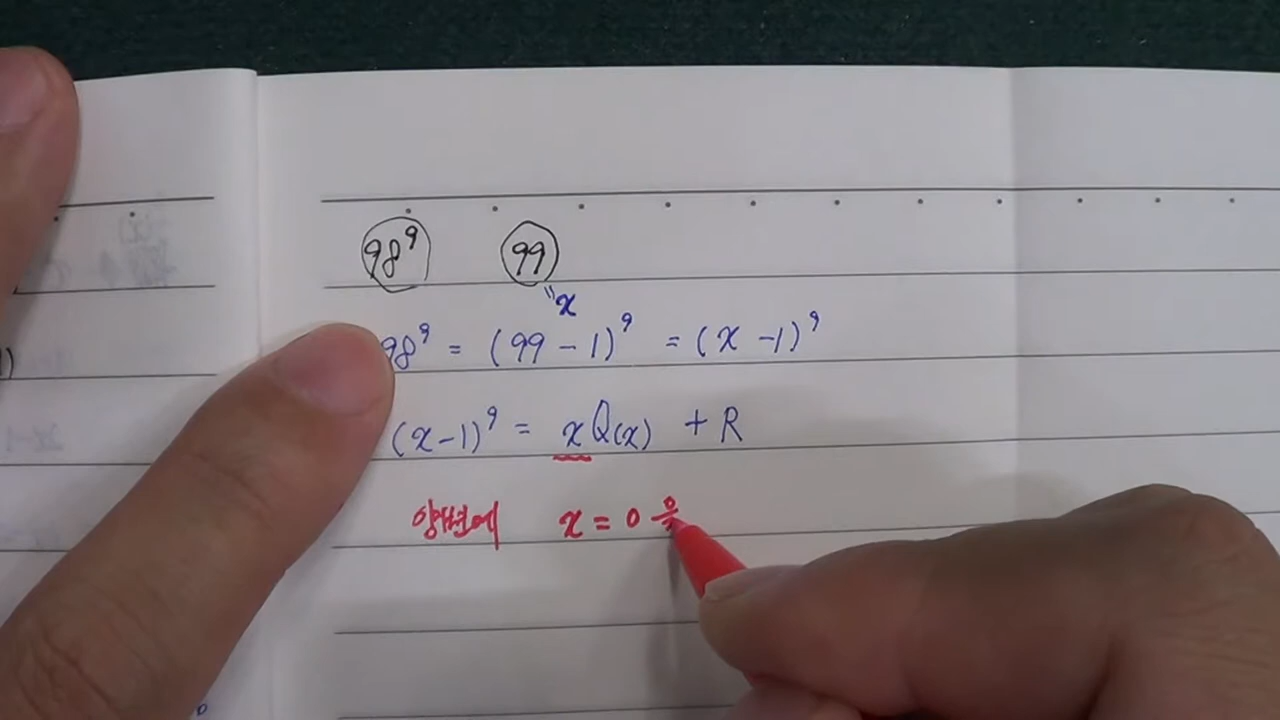 98⁹ 99
"x
98⁹ = (99 - 1)⁹ = (x - 1)⁹
(x-1)⁹ = xQ(x) + R
양변에 x = 0 을